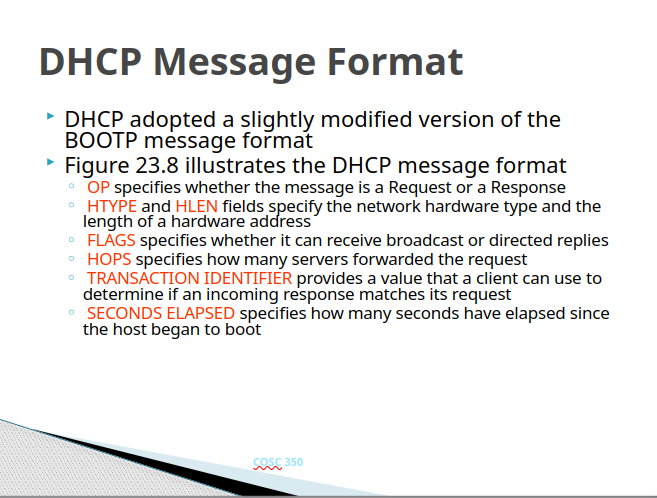 DHCP Message Format
DHCP adopted a slightly modified version of the
BOOTP message format
Figure 23.8 illustrates the DHCP message format
OP specifies whether the message is a Request or a Response
HTYPE and HLEN fields specify the network hardware type and the
length of a hardware address
FLAGS specifies whether it can receive broadcast or directed replies
HOPS specifies how many servers forwarded the request
TRANSACTION IDENTIFIER provides a value that a client can use to
determine if an incoming response matches its request
SECONDS ELAPSED specifies how many seconds have elapsed since
the host began to boot
COSC 350